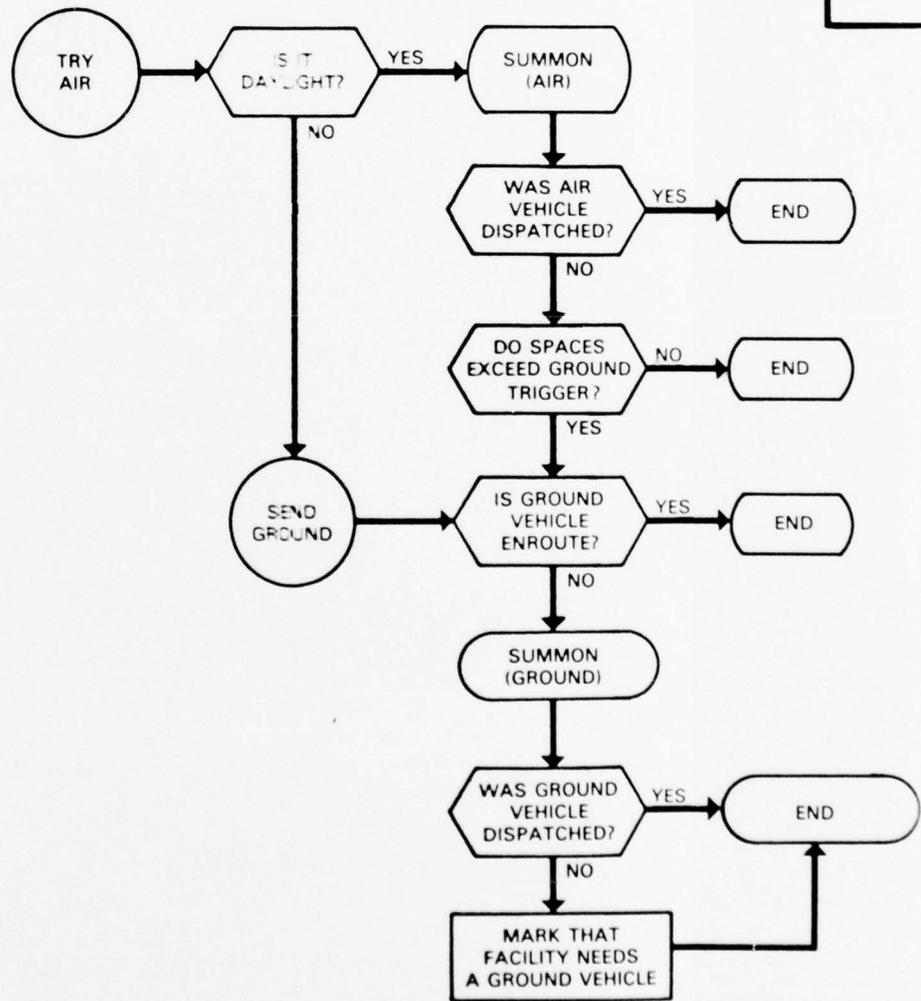 TRY
AIR
IS IT
DAYLIGHT?
YES
SUMMON
(AIR)
NO
WAS AIR
VEHICLE
DISPATCHED?
YES
END
NO
DO SPACES
EXCEED GROUND
TRIGGER?
NO
END
YES
SEND
GROUND
IS GROUND
VEHICLE
ENROUTE?
YES
END
NO
SUMMON
(GROUND)
WAS GROUND
VEHICLE
DISPATCHED?
YES
END
NO
MARK THAT
FACILITY NEEDS
A GROUND VEHICLE